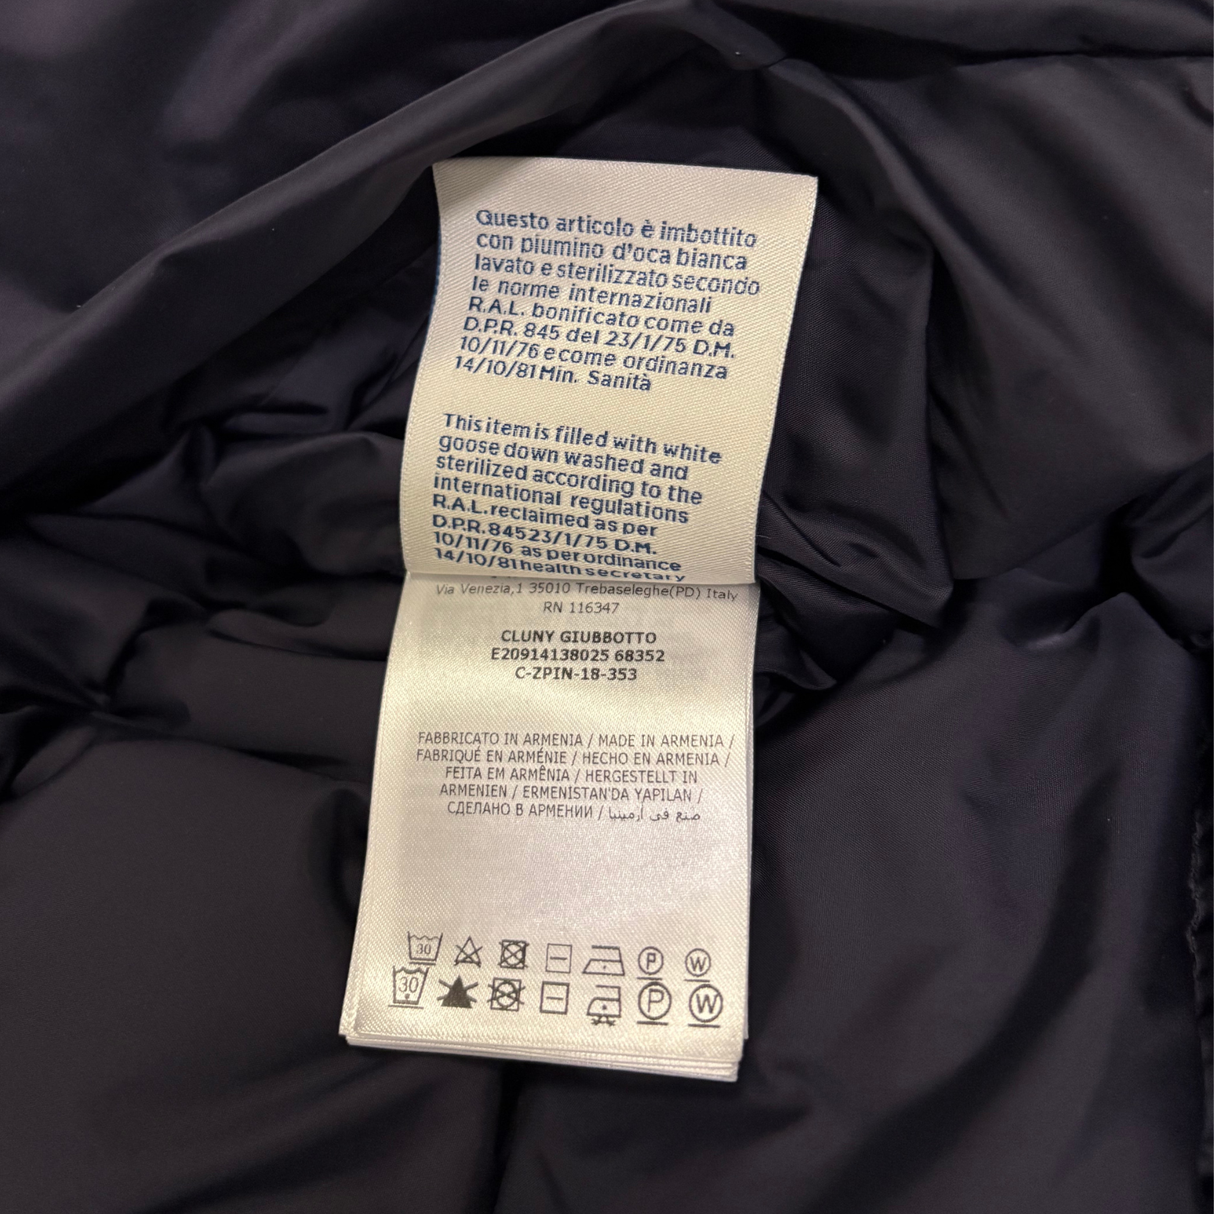 Questo articolo è imbottito
con piumino d'oca bianca
lavato e sterilizzato secondo
le norme internazionali
R.A.L. bonificato come da
D.P.R. 845 del 23/1/75 D.M.
10/11/76 e come ordinanza
14/10/81 Min. Sanità
This item is filled with white
goose down washed and
sterilized according to the
international regulations
R.A.L. reclaimed as per
D.P.R. 845 23/1/75 D.M.
10/11/76 as per ordinance
14/10/81 health secretary
Via Venezia,1 35010 Trebaseleghe(PD) Italy
RN 116347
CLUNY GIUBBOTTO
E20914138025 68352
C-ZPIN-18-353
FABBRICATO IN ARMENIA / MADE IN ARMENIA /
FABRIQUÉ EN ARMÉNIE / HECHO EN ARMENIA /
FEITA EM ARMÊNIA / HERGESTELLT IN
ARMENIEN / ERMENISTAN'DA YAPILAN /
СДЕЛАНО В АРМЕНИИ / صنع في أرمينيا
30 P W
30 P W